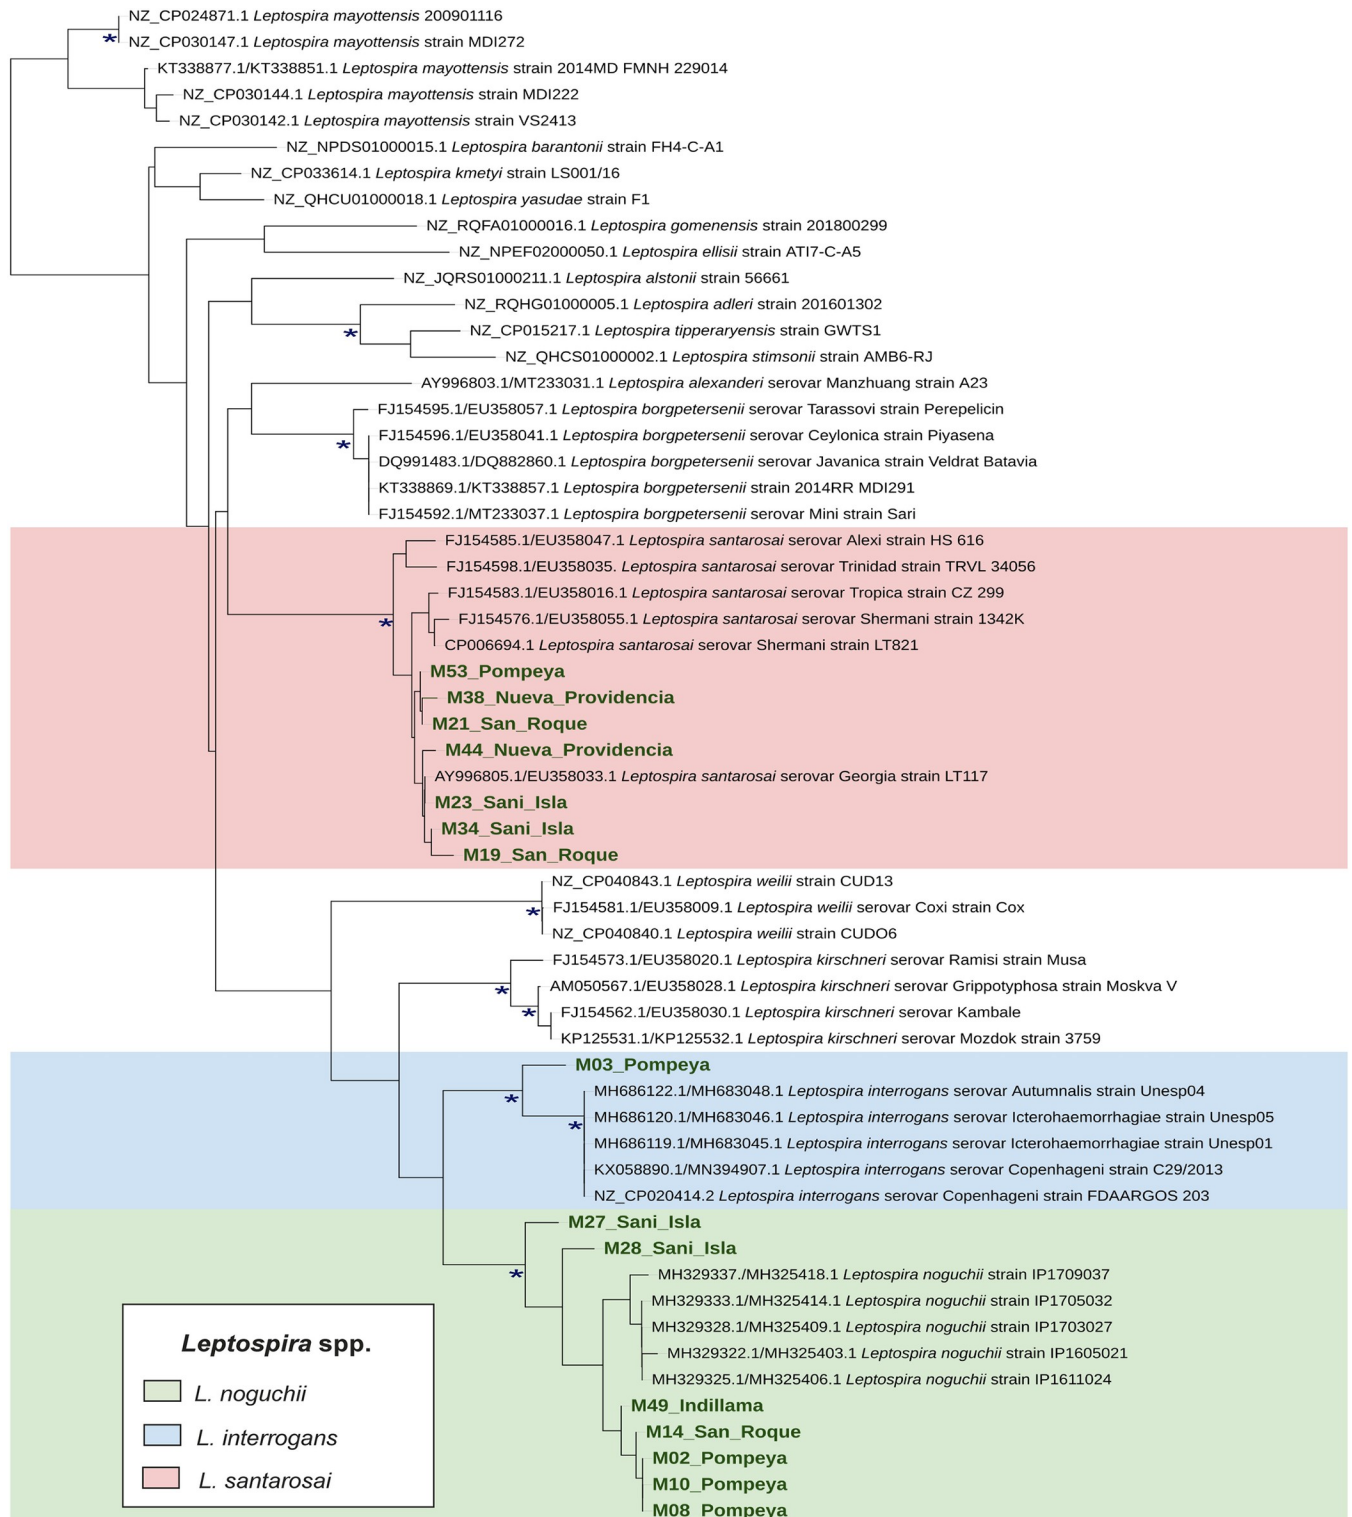 NZ_CP024871.1 Leptospira mayottensis 200901116
NZ_CP030147.1 Leptospira mayottensis strain MDI272
*
KT338877.1/KT338851.1 Leptospira mayottensis strain 2014MD FMNH 229014
NZ_CP030144.1 Leptospira mayottensis strain MDI222
NZ_CP030142.1 Leptospira mayottensis strain VS2413
NZ_NPDS01000015.1 Leptospira barantonii strain FH4-C-A1
NZ_CP033614.1 Leptospira kmetyi strain LS001/16
NZ_QHCU01000018.1 Leptospira yasudae strain F1
NZ_RQFA01000016.1 Leptospira gomenensis strain 201800299
NZ_NPEF02000050.1 Leptospira ellisii strain ATI7-C-A5
NZ_JQRS01000211.1 Leptospira alstonii strain 56661
NZ_RQHG01000005.1 Leptospira adleri strain 201601302
*
NZ_CP015217.1 Leptospira tipperaryensis strain GWTS1
NZ_QHCS01000002.1 Leptospira stimsonii strain AMB6-RJ
AY996803.1/MT233031.1 Leptospira alexanderi serovar Manzhuang strain A23
FJ154595.1/EU358057.1 Leptospira borgpetersenii serovar Tarassovi strain Perepelicin
FJ154596.1/EU358041.1 Leptospira borgpetersenii serovar Ceylonica strain Piyasena
*
DQ991483.1/DQ882860.1 Leptospira borgpetersenii serovar Javanica strain Veldrat Batavia
KT338869.1/KT338857.1 Leptospira borgpetersenii strain 2014RR MDI291
FJ154592.1/MT233037.1 Leptospira borgpetersenii serovar Mini strain Sari
FJ154585.1/EU358047.1 Leptospira santarosai serovar Alexi strain HS 616
FJ154598.1/EU358035. Leptospira santarosai serovar Trinidad strain TRVL 34056
FJ154583.1/EU358016.1 Leptospira santarosai serovar Tropica strain CZ 299
FJ154576.1/EU358055.1 Leptospira santarosai serovar Shermani strain 1342K
*
CP006694.1 Leptospira santarosai serovar Shermani strain LT821
M53_Pompeya
M38_Nueva_Providencia
M21_San_Roque
M44_Nueva_Providencia
AY996805.1/EU358033.1 Leptospira santarosai serovar Georgia strain LT117
M23_Sani_Isla
M34_Sani_Isla
M19_San_Roque
NZ_CP040843.1 Leptospira weilii strain CUD13
FJ154581.1/EU358009.1 Leptospira weilii serovar Coxi strain Cox
*
NZ_CP040840.1 Leptospira weilii strain CUDO6
FJ154573.1/EU358020.1 Leptospira kirschneri serovar Ramisi strain Musa
AM050567.1/EU358028.1 Leptospira kirschneri serovar Grippotyphosa strain Moskva V
*
FJ154562.1/EU358030.1 Leptospira kirschneri serovar Kambale
*
KP125531.1/KP125532.1 Leptospira kirschneri serovar Mozdok strain 3759
M03_Pompeya
MH686122.1/MH683048.1 Leptospira interrogans serovar Autumnalis strain Unesp04
*
MH686120.1/MH683046.1 Leptospira interrogans serovar Icterohaemorrhagiae strain Unesp05
*
MH686119.1/MH683045.1 Leptospira interrogans serovar Icterohaemorrhagiae strain Unesp01
KX058890.1/MN394907.1 Leptospira interrogans serovar Copenhageni strain C29/2013
NZ_CP020414.2 Leptospira interrogans serovar Copenhageni strain FDAARGOS 203
M27_Sani_Isla
M28_Sani_Isla
*
MH329337./MH325418.1 Leptospira noguchii strain IP1709037
MH329333.1/MH325414.1 Leptospira noguchii strain IP1705032
MH329328.1/MH325409.1 Leptospira noguchii strain IP1703027
MH329322.1/MH325403.1 Leptospira noguchii strain IP1605021
MH329325.1/MH325406.1 Leptospira noguchii strain IP1611024
M49_Indillama
M14_San_Roque
M02_Pompeya
M10_Pompeya
M08_Pompeya
Leptospira spp.
L. noguchii
L. interrogans
L. santarosai